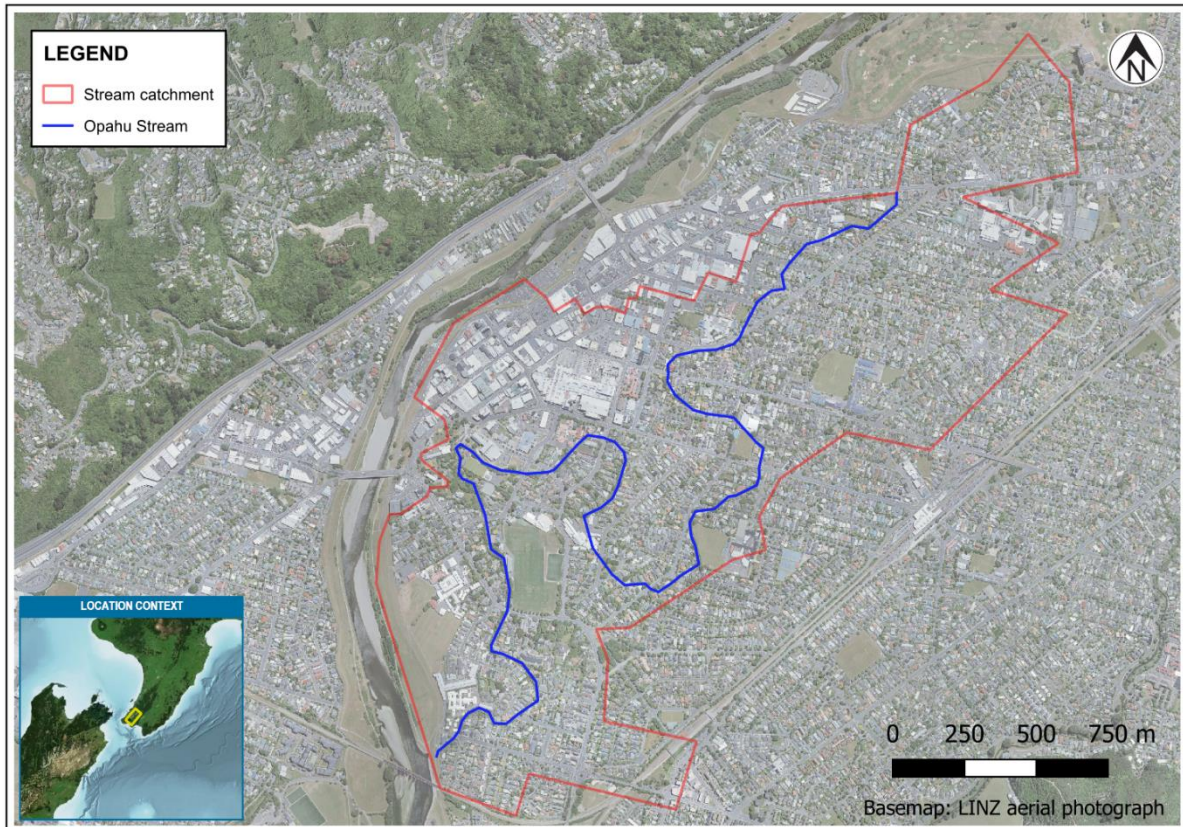 LEGEND
Stream catchment
Opahu Stream
N
LOCATION CONTEXT
0 250 500 750 m
Basemap: LINZ aerial photograph